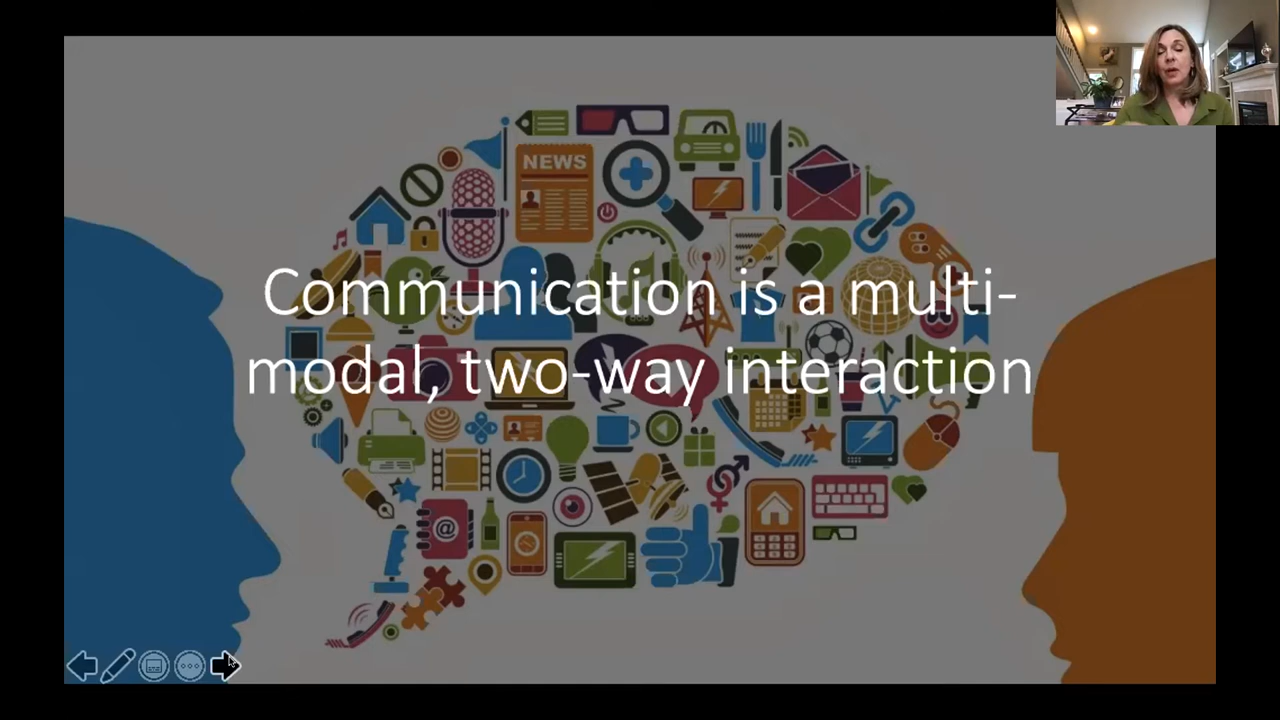 NEWS
Communication is a multi-
modal, two-way interaction
@